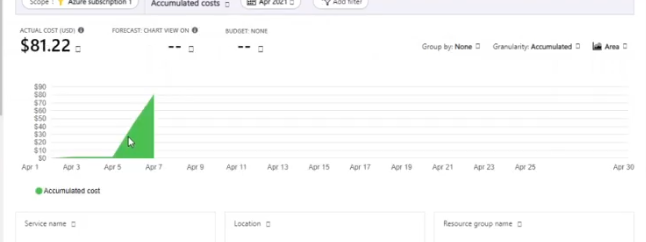 Scope : Azure subscription 1 Accumulated costs Apr 2021 Add filter
ACTUAL COST (USD) FORECAST: CHART VIEW ON BUDGET: NONE
$81.22 -- --
Group by: None Granularity: Accumulated Area
$90
$80
$70
$60
$50
$40
$30
$20
$10
$0
Apr 1 Apr 3 Apr 5 Apr 7 Apr 9 Apr 11 Apr 13 Apr 15 Apr 17 Apr 19 Apr 21 Apr 23 Apr 25 Apr 30
Accumulated cost
Service name Location Resource group name